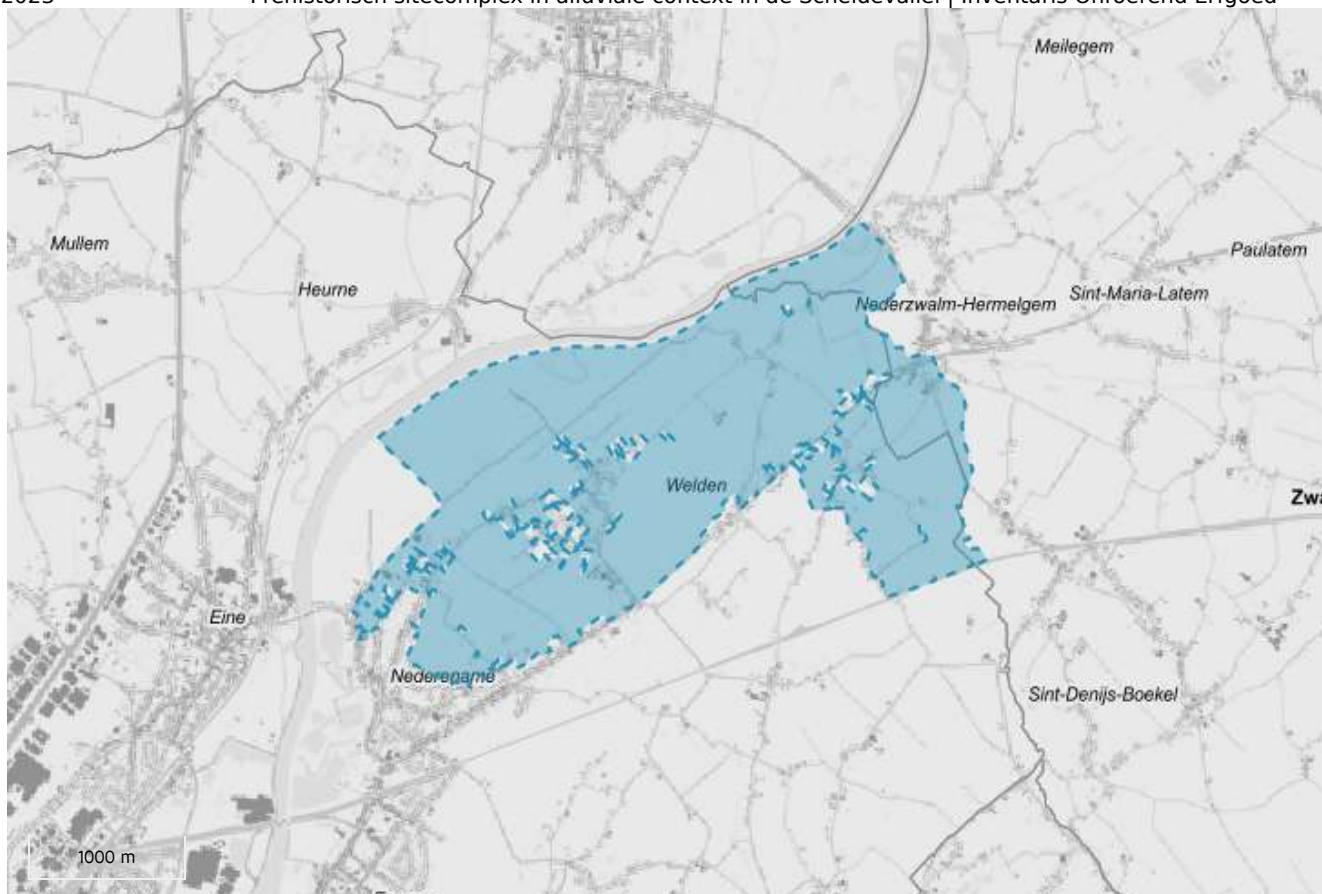 2025
Prehistorisch sitecomplex in alluviale context in de Scheldevallei | Inventaris Onroerend Erfgoed
Meilegem
Mullem
Paulatem
Heurne
Sint-Maria-Latem
Nederzwalm-Hermelgem
Welden
Zwa
Eine
Nederename
Sint-Denijs-Boekel
1000 m